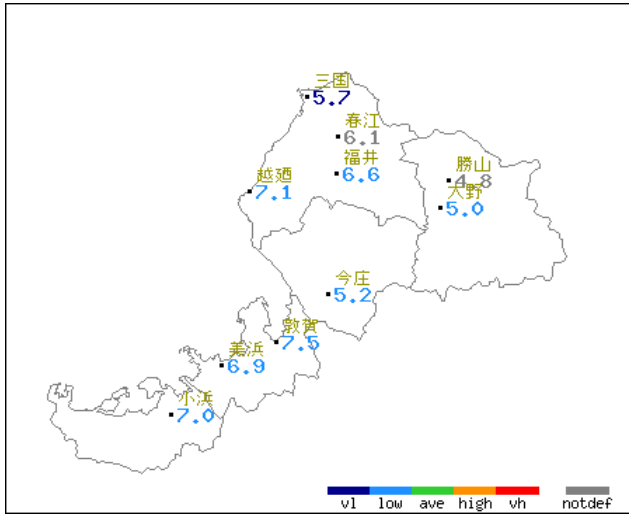 三国
5.7
春江
6.1
福井
6.6
勝山
4.8
越廼
7.1
大野
5.0
今庄
5.2
敦賀
7.5
美浜
6.9
小浜
7.0
vl low ave high vh notdef